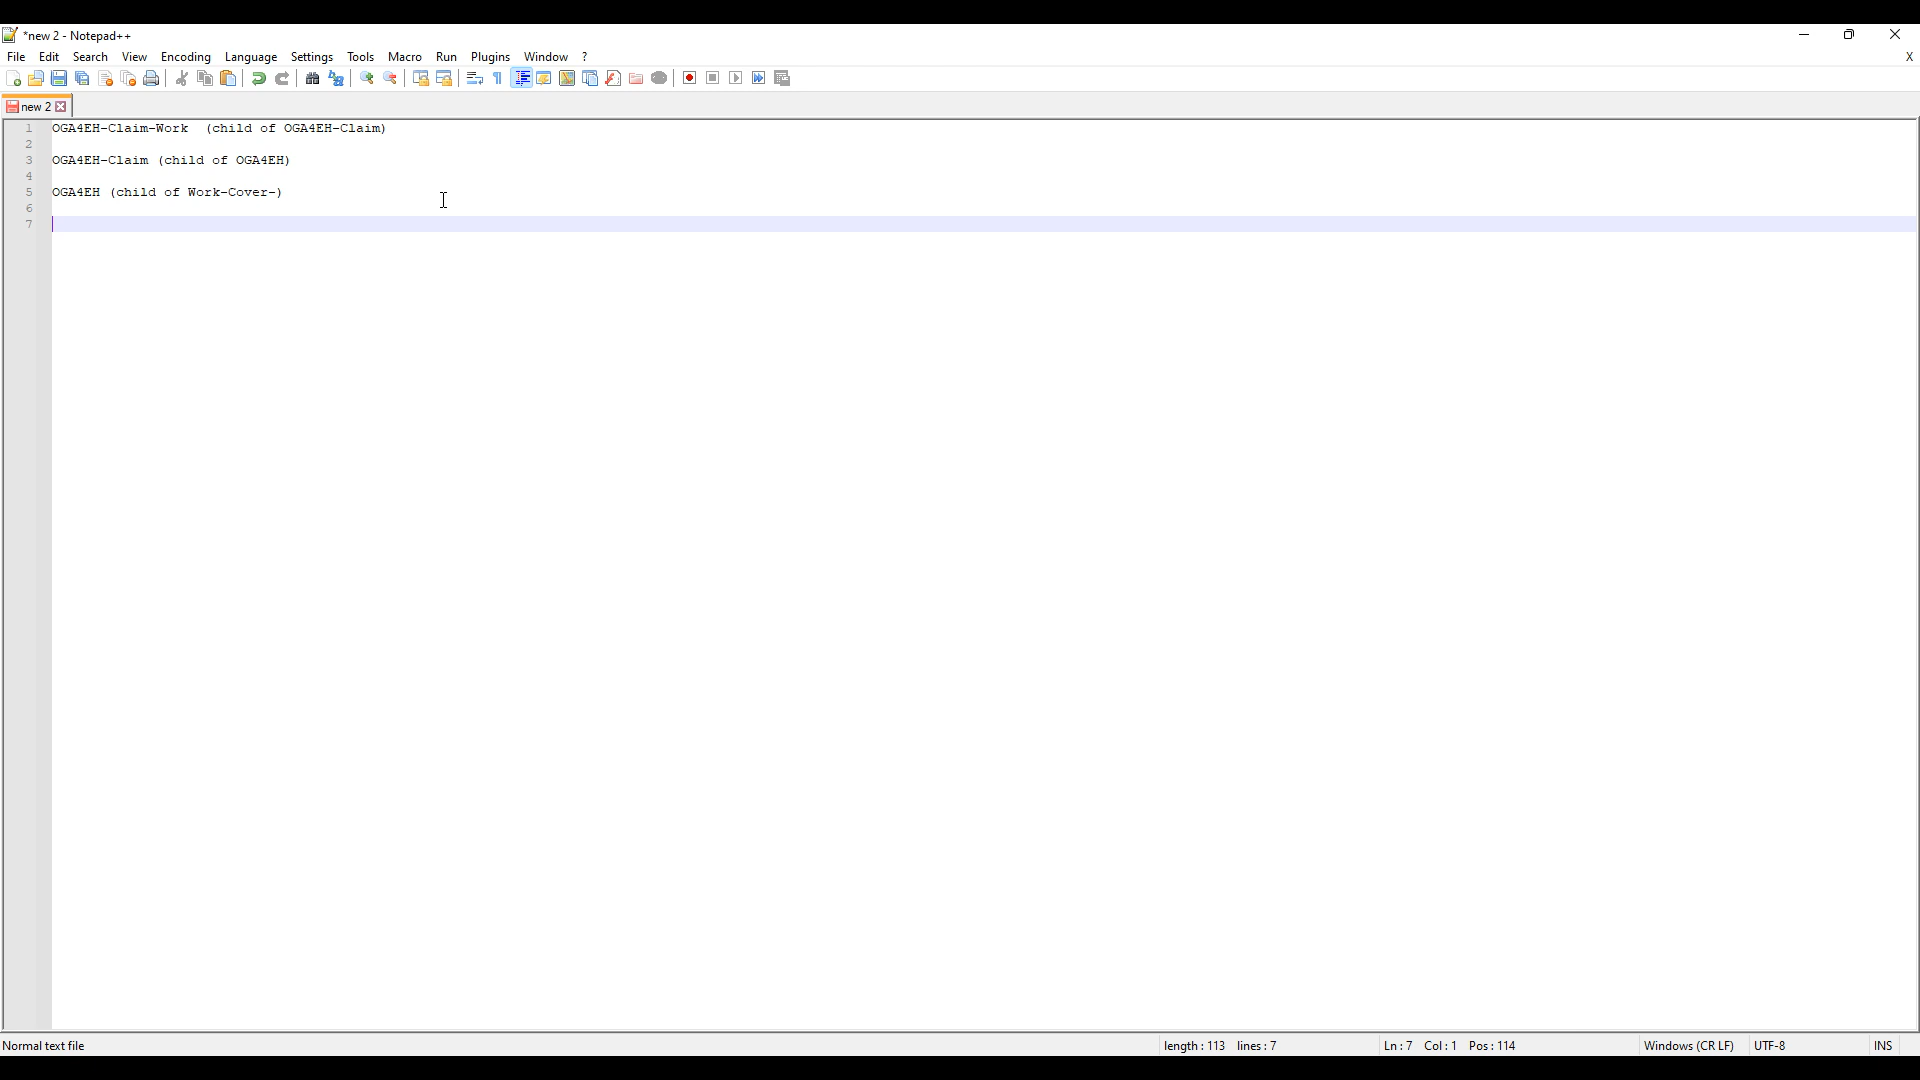 *new 2 - Notepad++
File Edit Search View Encoding Language Settings Tools Macro Run Plugins Window ? X
new 2
1 OGA4EH-Claim-Work  (child of OGA4EH-Claim)
2
3 OGA4EH-Claim (child of OGA4EH)
4
5 OGA4EH (child of Work-Cover-)
6
7
Normal text file length : 113 lines : 7 Ln : 7 Col : 1 Pos : 114 Windows (CR LF) UTF-8 INS